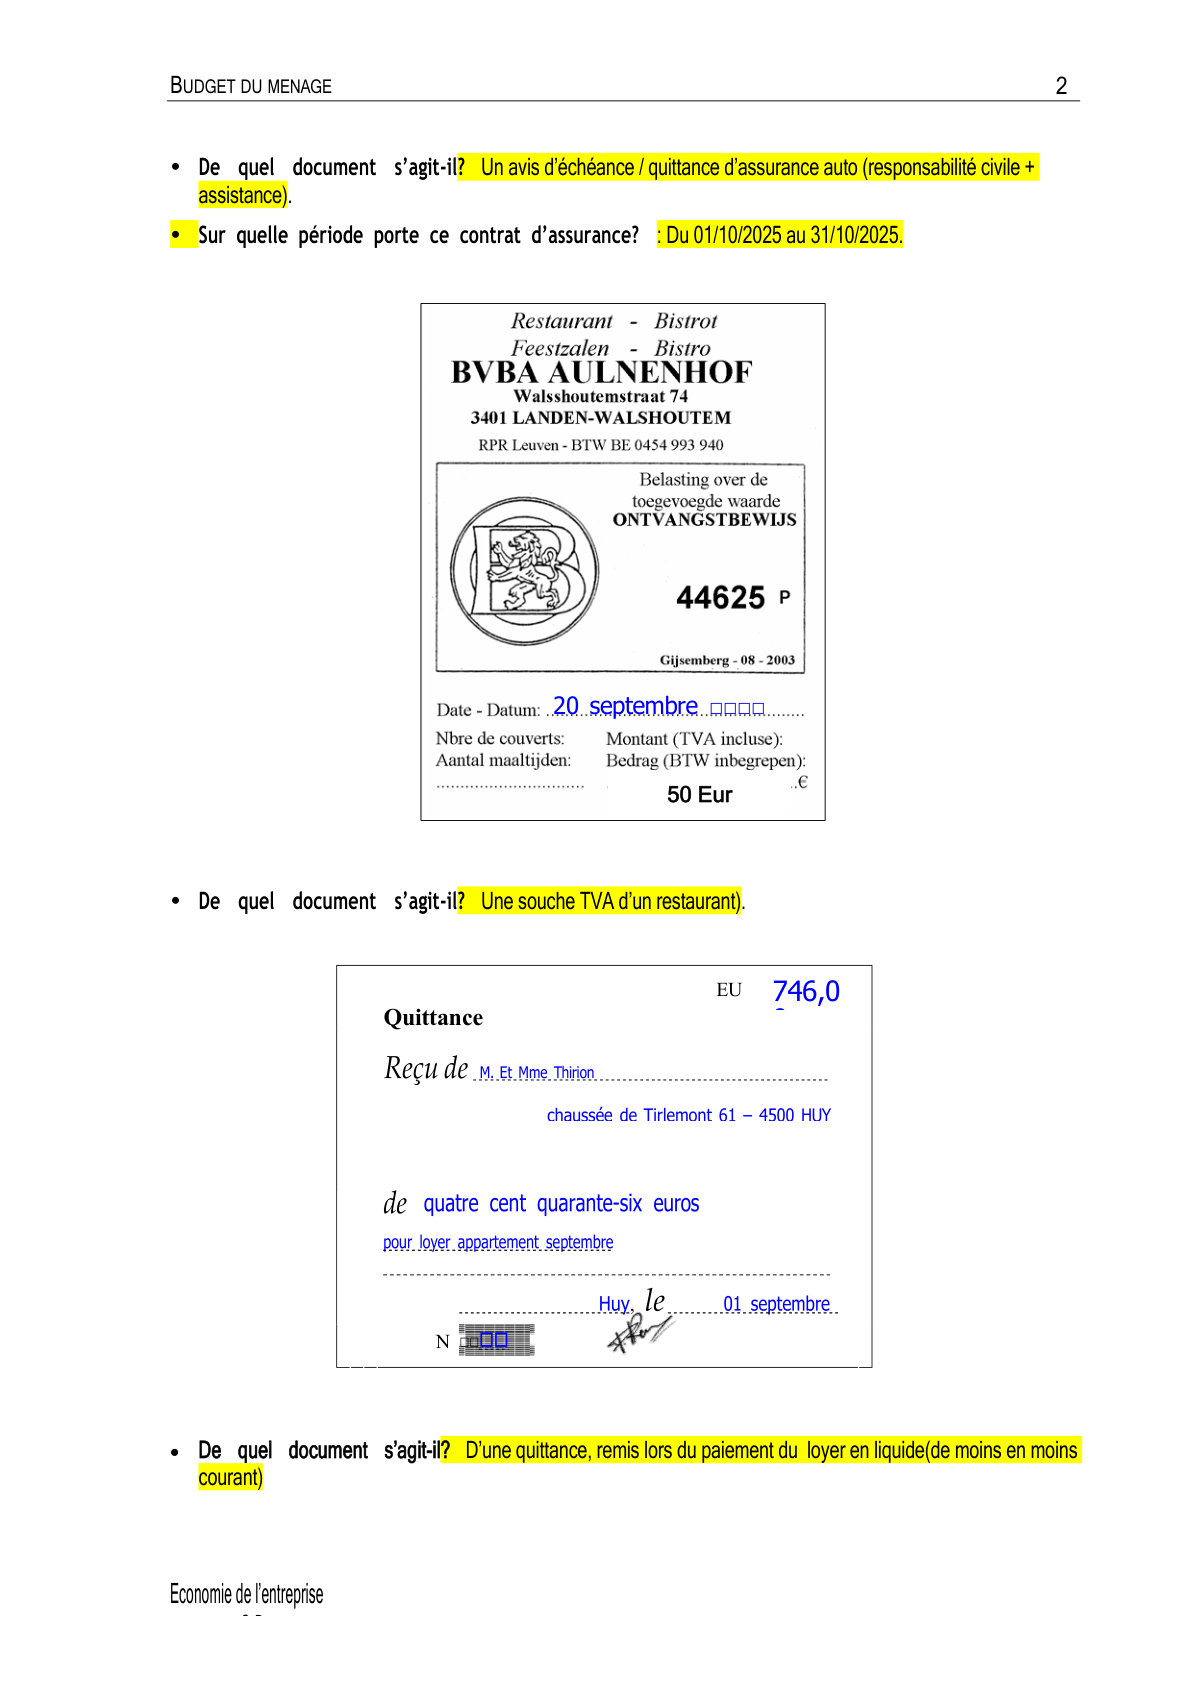 BUDGET DU MENAGE 2
• De quel document s’agit-il? Un avis d’échéance / quittance d’assurance auto (responsabilité civile +
assistance).
• Sur quelle période porte ce contrat d’assurance? : Du 01/10/2025 au 31/10/2025.
Restaurant - Bistrot
Feestzalen - Bistro
BVBA AULNENHOF
Walsshoutemstraat 74
3401 LANDEN-WALSHOUTEM
RPR Leuven - BTW BE 0454 993 940
Belasting over de
toegevoegde waarde
ONTVANGSTBEWIJS
B
44625 P
Gijsemberg - 08 - 2003
Date - Datum: 20 septembre □□□□
Nbre de couverts: Montant (TVA incluse):
Aantal maaltijden: Bedrag (BTW inbegrepen):
.............................. ..€
50 Eur
• De quel document s’agit-il? Une souche TVA d’un restaurant).
EU 746,0
Quittance
Reçu de M. Et Mme Thirion
chaussée de Tirlemont 61 – 4500 HUY
de quatre cent quarante-six euros
pour loyer appartement septembre
Huy, le 01 septembre
N □□□□
• De quel document s’agit-il? D’une quittance, remis lors du paiement du loyer en liquide(de moins en moins
courant)
Economie de l’entreprise